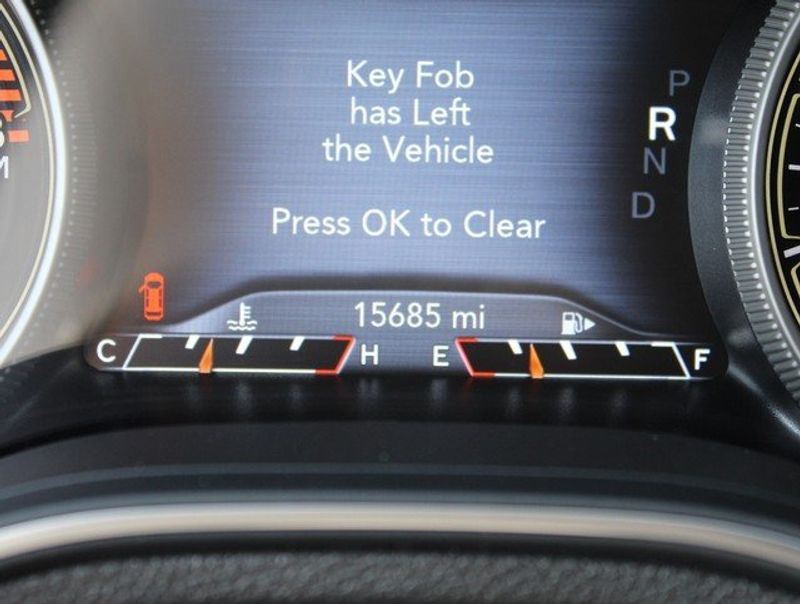 Key Fob
has Left
the Vehicle
Press OK to Clear
P
R
N
D
15685 mi
C H E F